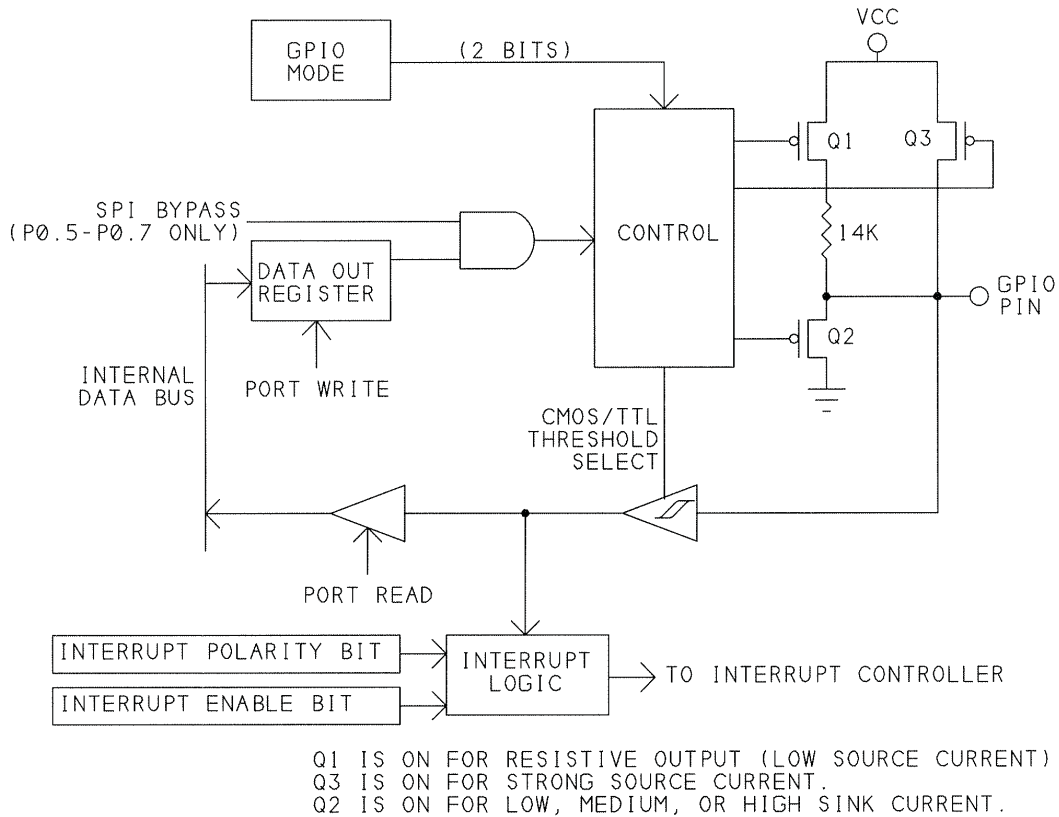 VCC
GPIO
MODE
(2 BITS)
Q1
Q3
SPI BYPASS
(P0.5-P0.7 ONLY)
CONTROL
14K
DATA OUT
REGISTER
GPIO
PIN
Q2
INTERNAL
DATA BUS
PORT WRITE
CMOS/TTL
THRESHOLD
SELECT
PORT READ
INTERRUPT POLARITY BIT
INTERRUPT
LOGIC
TO INTERRUPT CONTROLLER
INTERRUPT ENABLE BIT
Q1 IS ON FOR RESISTIVE OUTPUT (LOW SOURCE CURRENT)
Q3 IS ON FOR STRONG SOURCE CURRENT.
Q2 IS ON FOR LOW, MEDIUM, OR HIGH SINK CURRENT.